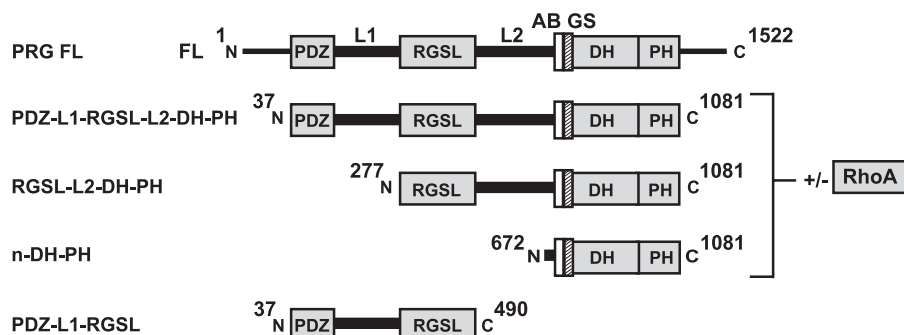 AB GS
PRG FL FL 1 N PDZ L1 RGSL L2 DH PH C 1522
PDZ-L1-RGSL-L2-DH-PH 37 N PDZ RGSL DH PH C 1081
RGSL-L2-DH-PH 277 N RGSL DH PH C 1081
+/- RhoA
n-DH-PH 672 N DH PH C 1081
PDZ-L1-RGSL 37 N PDZ RGSL C 490